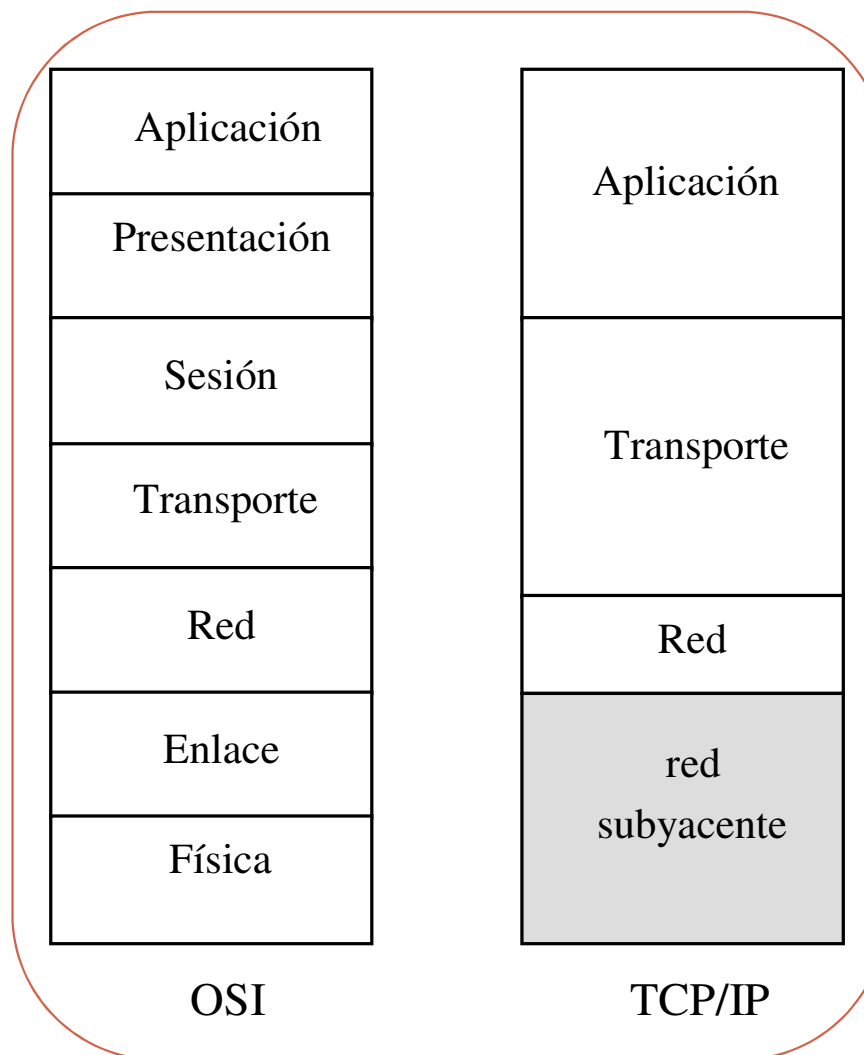 Aplicación
Presentación
Sesión
Transporte
Red
Enlace
Física
OSI
Aplicación
Transporte
Red
red
subyacente
TCP/IP